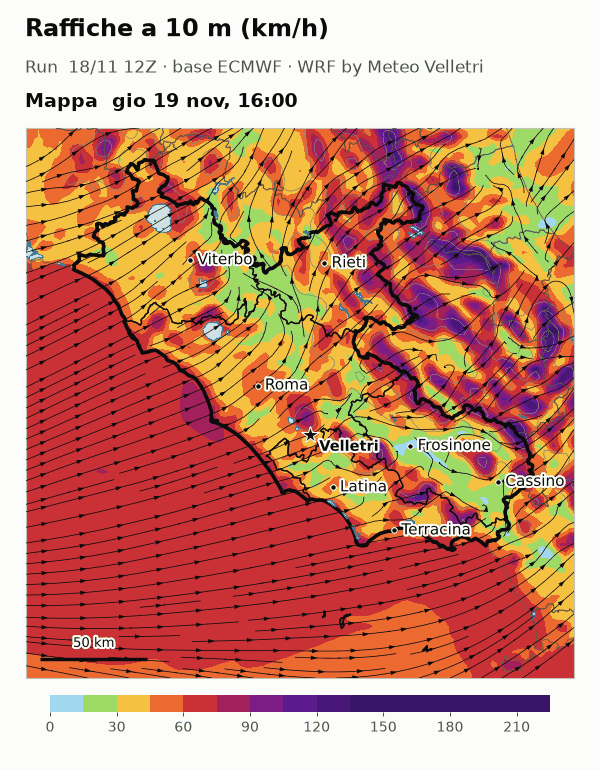 Raffiche a 10 m (km/h)
Run 18/11 12Z · base ECMWF · WRF by Meteo Velletri
Mappa gio 19 nov, 16:00
Viterbo
Rieti
Roma
Velletri
Frosinone
Cassino
Latina
Terracina
50 km
0 30 60 90 120 150 180 210